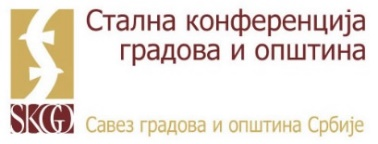 Стална конференција
градова и општина
SKGO
Савез градова и општина Србије